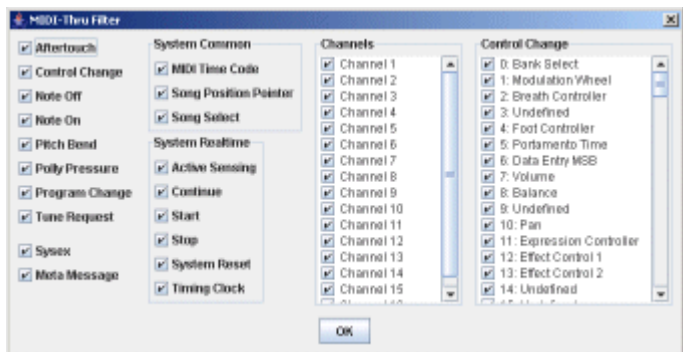 MIDI-Thru Filter
Aftertouch
Control Change
Note Off
Note On
Pitch Bend
Polly Pressure
Program Change
Tune Request
Sysex
Meta Message
System Common
MIDI Time Code
Song Position Pointer
Song Select
System Realtime
Active Sensing
Continue
Start
Stop
System Reset
Timing Clock
Channels
Channel 1
Channel 2
Channel 3
Channel 4
Channel 5
Channel 6
Channel 7
Channel 8
Channel 9
Channel 10
Channel 11
Channel 12
Channel 13
Channel 14
Channel 15
Control Change
0: Bank Select
1: Modulation Wheel
2: Breath Controller
3: Undefined
4: Foot Controller
5: Portamento Time
6: Data Entry MSB
7: Volume
8: Balance
9: Undefined
10: Pan
11: Expression Controller
12: Effect Control 1
13: Effect Control 2
14: Undefined
OK